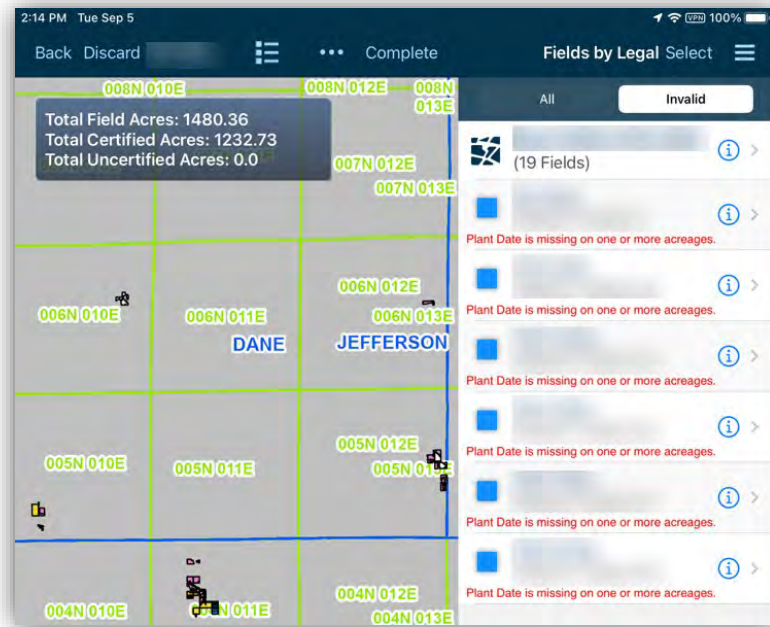 2:14 PM Tue Sep 5
VPN 100%
Back Discard
Complete
Fields by Legal Select
All
Invalid
008N 010E
008N 012E
008N
013E
Total Field Acres: 1480.36
Total Certified Acres: 1232.73
Total Uncertified Acres: 0.0
(19 Fields)
007N 012E
007N 013E
Plant Date is missing on one or more acreages.
006N 012E
Plant Date is missing on one or more acreages.
006N 010E
006N 011E
006N 013E
DANE
JEFFERSON
Plant Date is missing on one or more acreages.
005N 012E
Plant Date is missing on one or more acreages.
005N 010E
005N 011E
005N 013E
Plant Date is missing on one or more acreages.
004N 012E
Plant Date is missing on one or more acreages.
004N 010E
011E
004N 013E